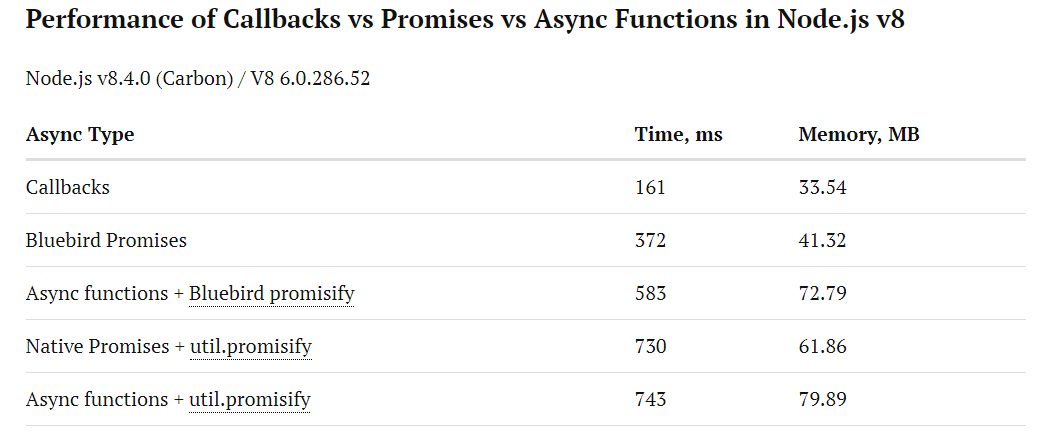 Performance of Callbacks vs Promises vs Async Functions in Node.js v8
Node.js v8.4.0 (Carbon) / V8 6.0.286.52
Async Type Time, ms Memory, MB
Callbacks 161 33.54
Bluebird Promises 372 41.32
Async functions + Bluebird promisify 583 72.79
Native Promises + util.promisify 730 61.86
Async functions + util.promisify 743 79.89